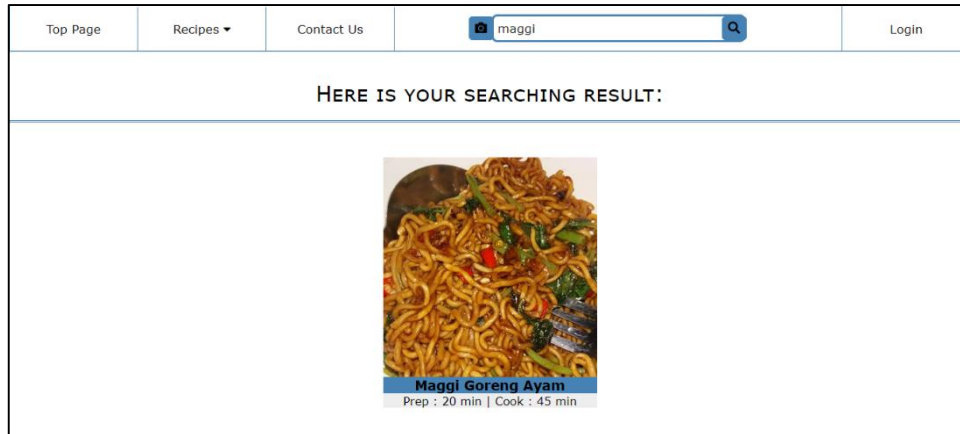 Top Page
Recipes
Contact Us
maggi
Login
HERE IS YOUR SEARCHING RESULT:
Maggi Goreng Ayam
Prep : 20 min | Cook : 45 min